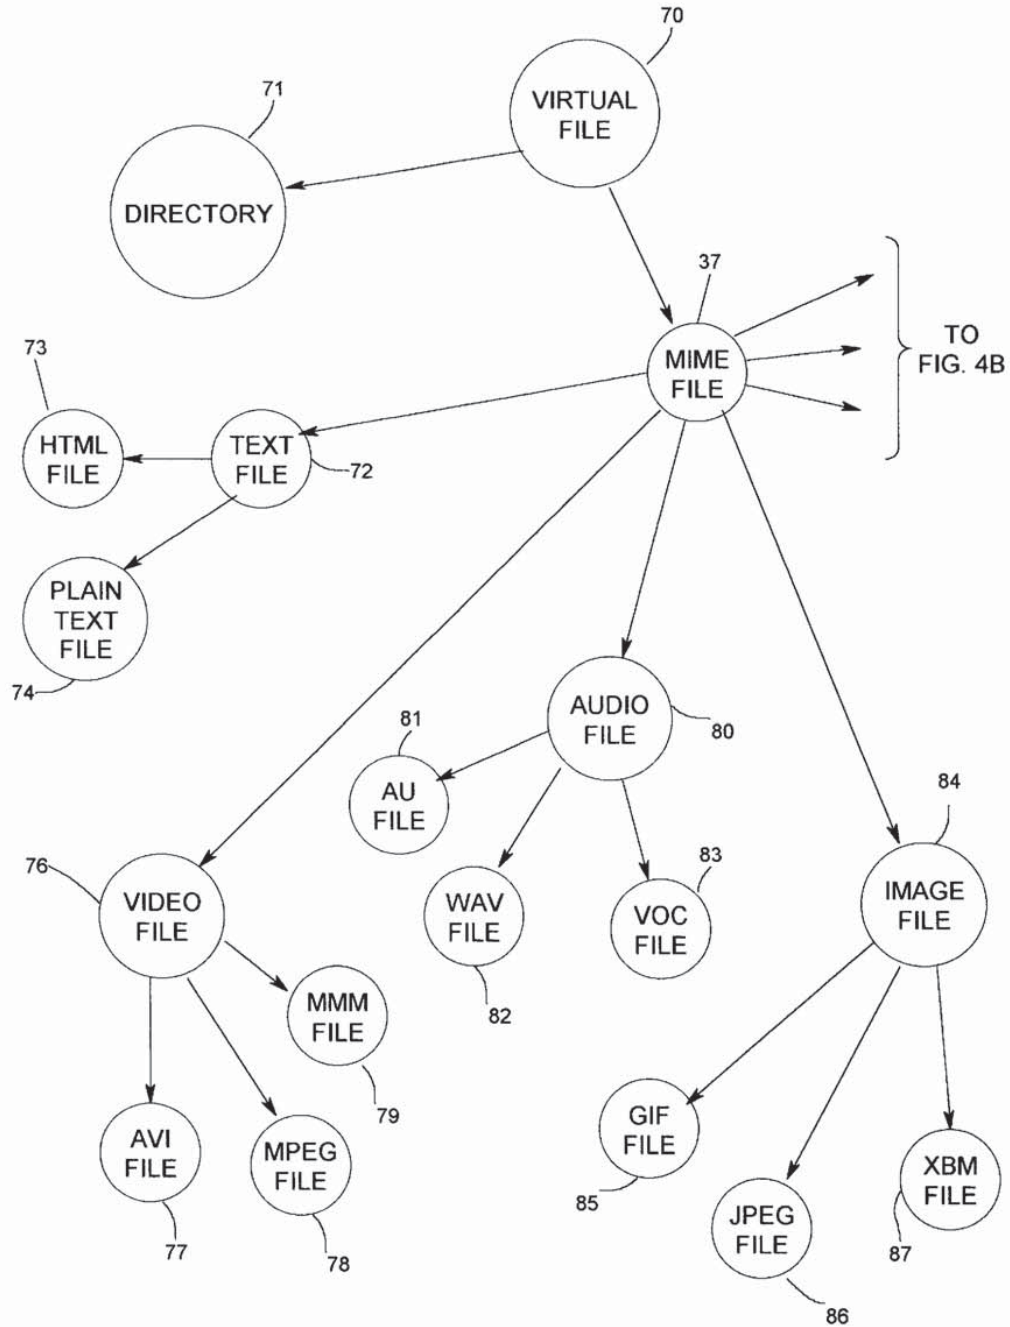 70
VIRTUAL
FILE
71
DIRECTORY
37
MIME
FILE
TO
FIG. 4B
73
HTML
FILE
TEXT
FILE
72
PLAIN
TEXT
FILE
74
AUDIO
FILE
80
81
AU
FILE
76
VIDEO
FILE
WAV
FILE
82
83
VOC
FILE
84
IMAGE
FILE
MMM
FILE
79
AVI
FILE
77
MPEG
FILE
78
GIF
FILE
85
JPEG
FILE
86
XBM
FILE
87